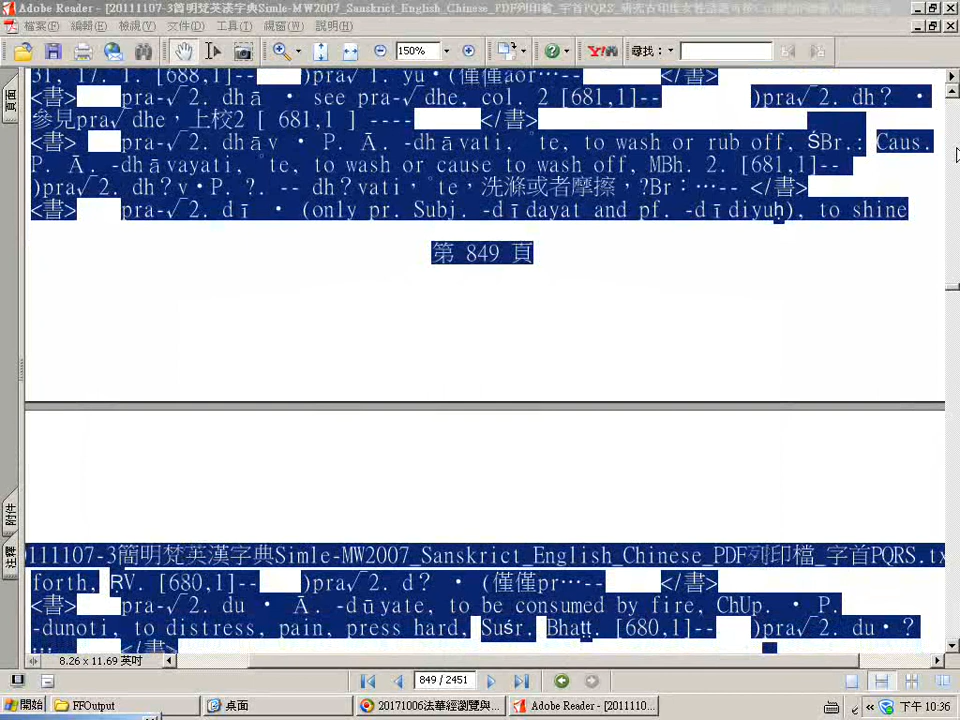 Adobe Reader - [20111107-3簡明梵英漢字典Simle-MW2007_Sanskrict_English_Chinese_PDF列印檔_字首PQRS
檔案(F) 編輯(E) 檢視(V) 文件(D) 工具(T) 視窗(W) 說明(H)
150% 尋找：
頁面
31, 17. 1. [688,1]-- )pra√ 1. yu·(僅僅aor…-- </書>
<書> pra-√ 2. dhā · see pra-√ dhe, col. 2 [681,1]-- )pra√ 2. dh? ·
參見pra√ dhe，上校2 [ 681,1 ] ---- </書>
<書> pra-√ 2. dhāv · P. Ā. -dhāvati, ˚te, to wash or rub off, ŚBr.: Caus.
P. Ā. -dhāvayati, ˚te, to wash or cause to wash off, MBh. 2. [681,1]--
)pra√ 2. dh?v·P. ?. -- dh?vati，˚te，洗滌或者摩擦，?Br：…-- </書>
<書> pra-√ 2. dī · (only pr. Subj. -dīdayat and pf. -dīdiyuḥ), to shine
第 849 頁
111107-3簡明梵英漢字典Simle-MW2007_Sanskrict_English_Chinese_PDF列印檔_字首PQRS.tx
forth, ṚV. [680,1]-- )pra√ 2. d? · (僅僅pr…-- </書>
<書> pra-√ 2. du · Ā. -dūyate, to be consumed by fire, ChUp. · P.
-dunoti, to distress, pain, press hard, Suśr. Bhaṭṭ. [680,1]-- )pra√ 2. du·?
… </書>
附件
注釋
8.26 x 11.69 英吋
849 / 2451
開始 FFOutput 桌面 20171006法華經瀏覽與... Adobe Reader - [2011110... 下午 10:36